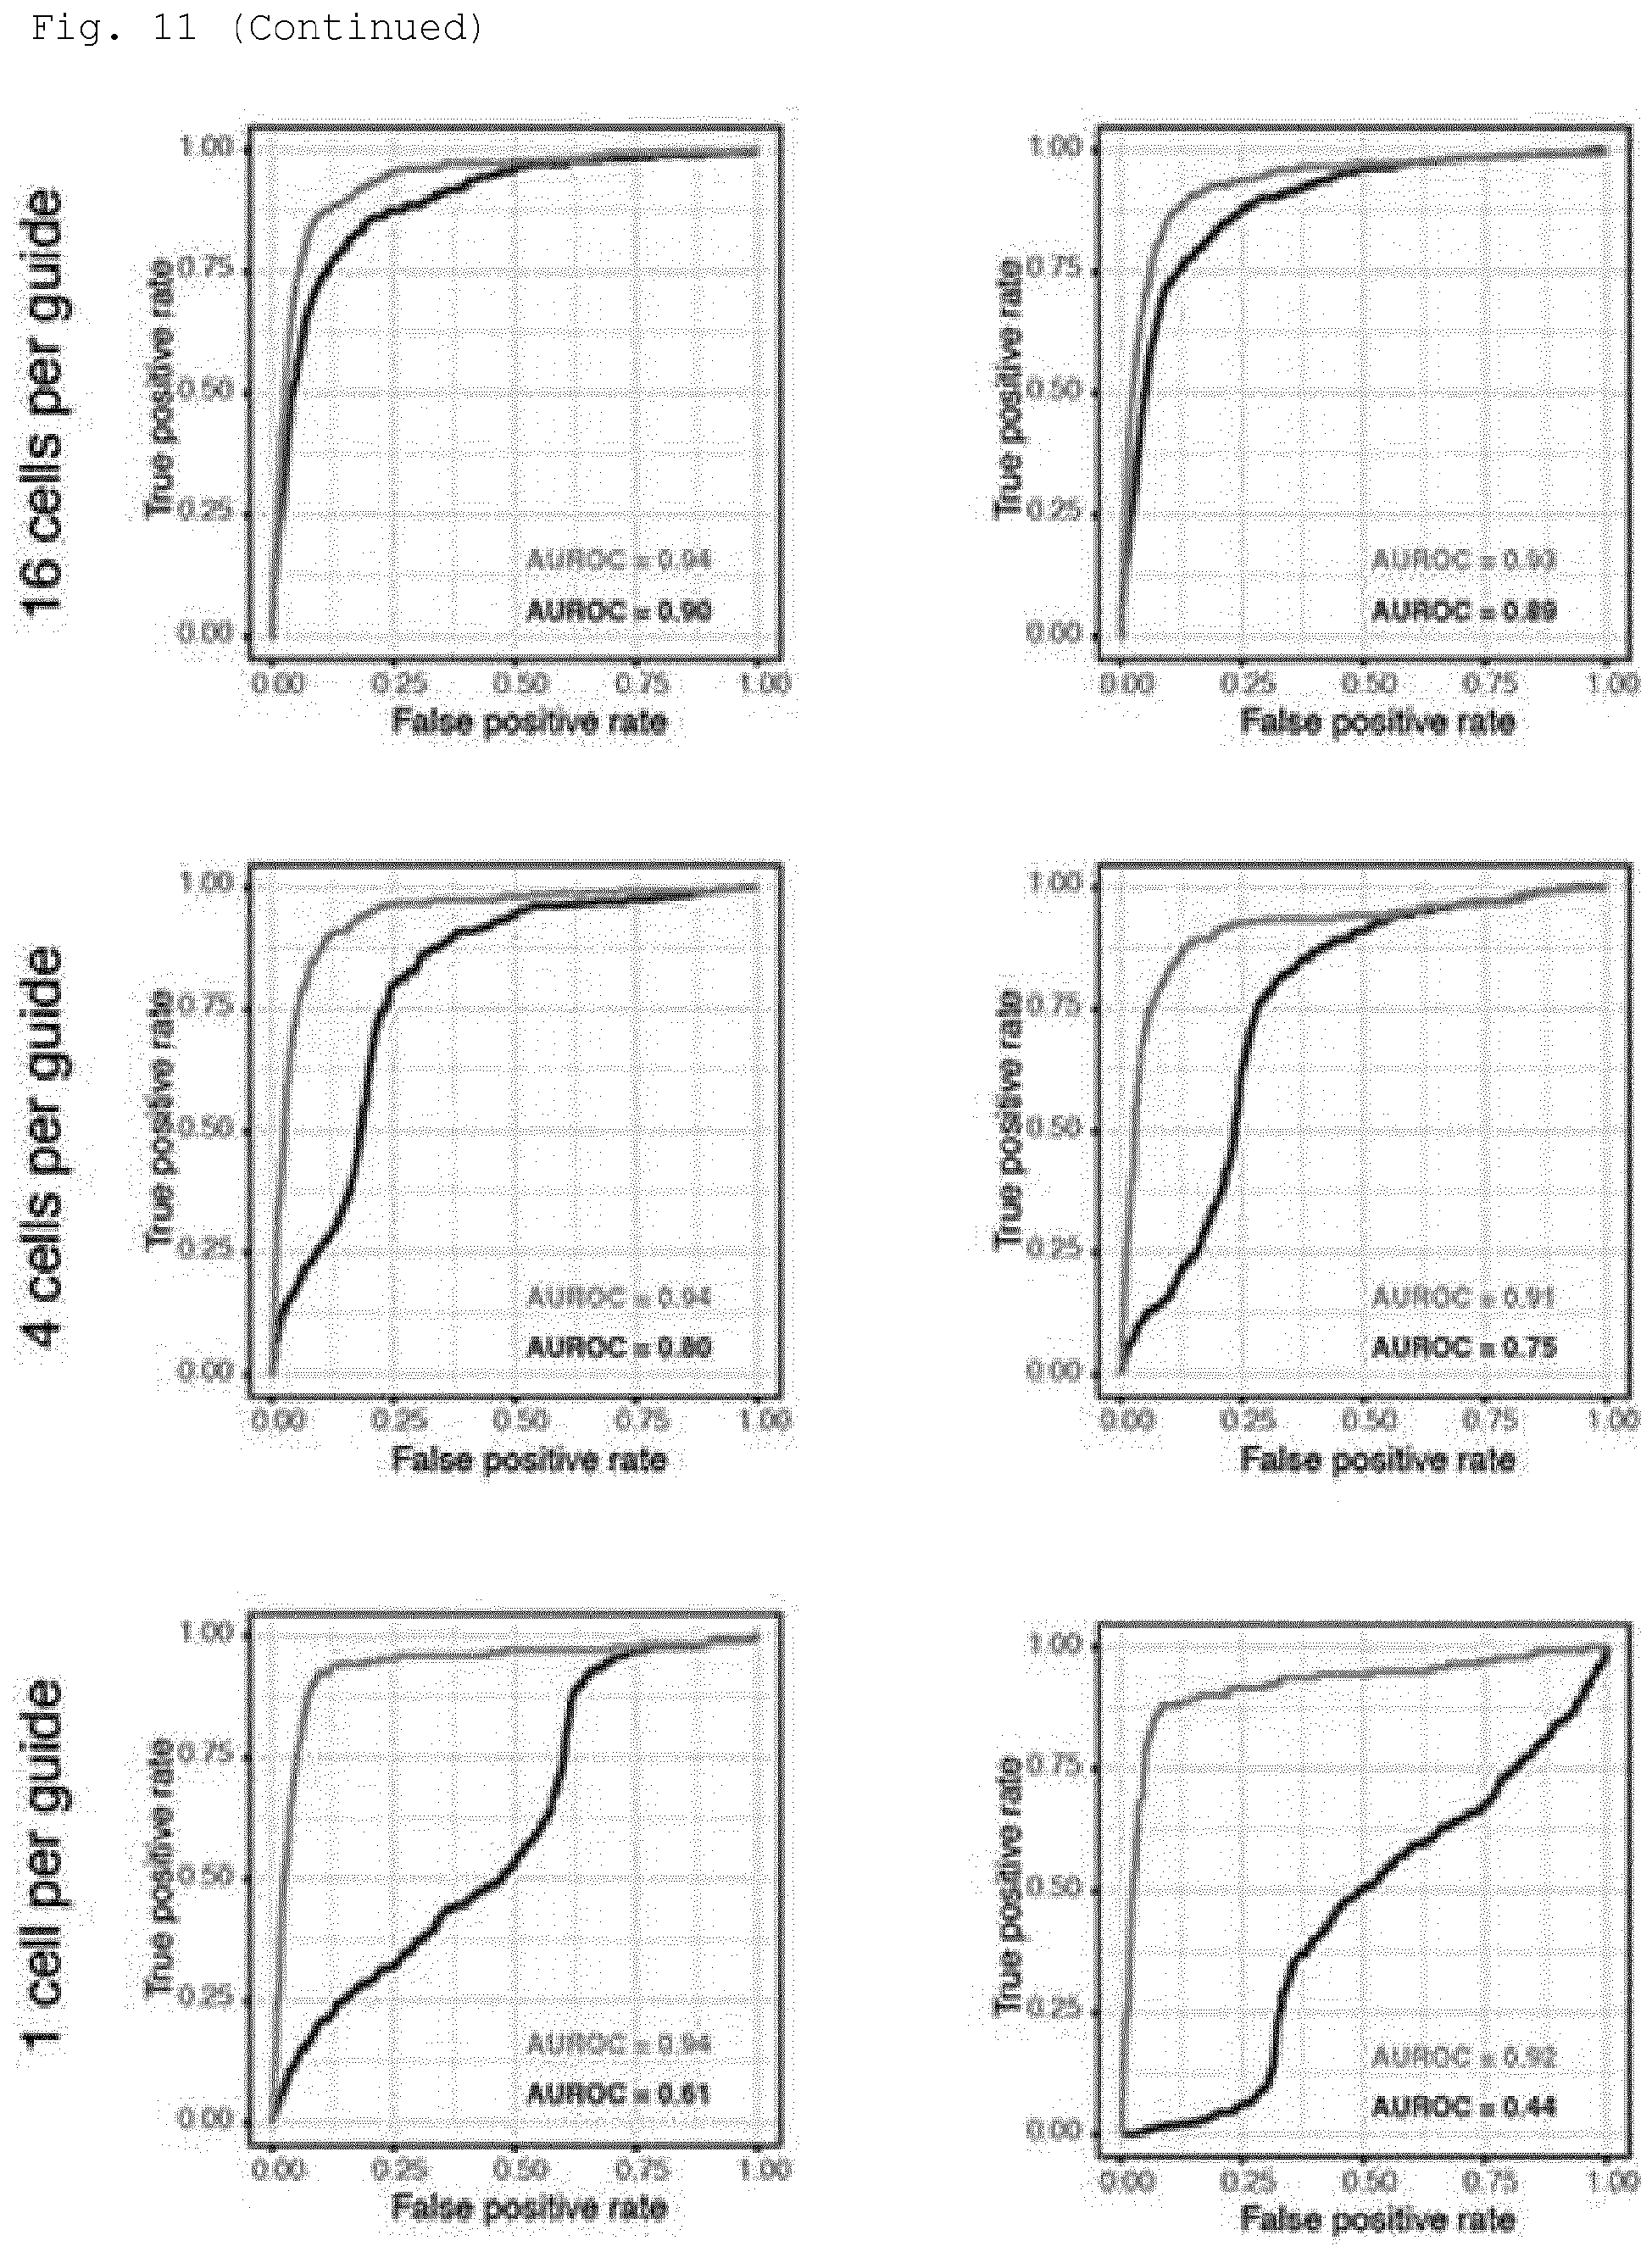 Fig. 11 (Continued)
16 cells per guide
True positive rate
1.00
0.75
0.50
0.25
0.00
AUROC = 0.94
AUROC = 0.90
0.00 0.25 0.50 0.75 1.00
False positive rate
True positive rate
1.00
0.75
0.50
0.25
0.00
AUROC = 0.93
AUROC = 0.89
0.00 0.25 0.50 0.75 1.00
False positive rate
4 cells per guide
True positive rate
1.00
0.75
0.50
0.25
0.00
AUROC = 0.94
AUROC = 0.80
0.00 0.25 0.50 0.75 1.00
False positive rate
True positive rate
1.00
0.75
0.50
0.25
0.00
AUROC = 0.91
AUROC = 0.75
0.00 0.25 0.50 0.75 1.00
False positive rate
1 cell per guide
True positive rate
1.00
0.75
0.50
0.25
0.00
AUROC = 0.94
AUROC = 0.61
0.00 0.25 0.50 0.75 1.00
False positive rate
True positive rate
1.00
0.75
0.50
0.25
0.00
AUROC = 0.92
AUROC = 0.44
0.00 0.25 0.50 0.75 1.00
False positive rate